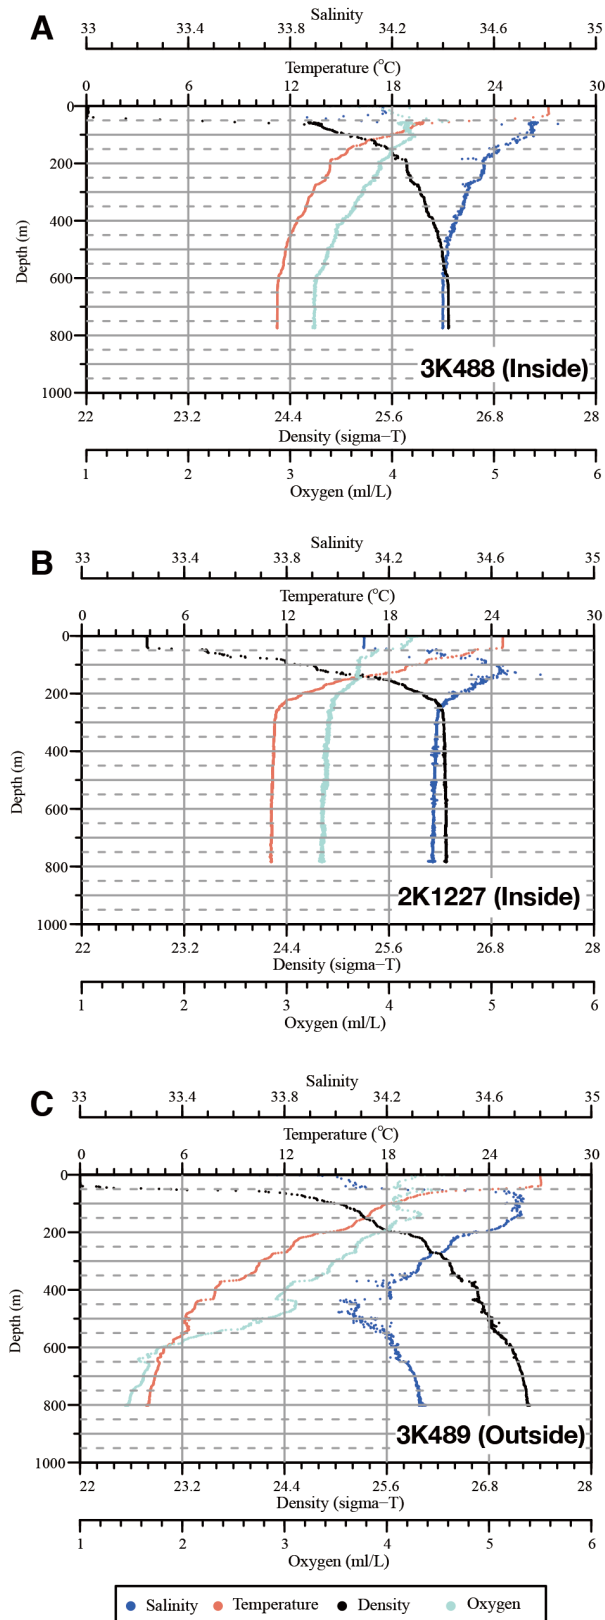 A
Salinity
33 33.4 33.8 34.2 34.6 35
Temperature (°C)
0 6 12 18 24 30
0
200
400
600
800
1000
Depth (m)
3K488 (Inside)
22 23.2 24.4 25.6 26.8 28
Density (sigma−T)
1 2 3 4 5 6
Oxygen (ml/L)
B
Salinity
33 33.4 33.8 34.2 34.6 35
Temperature (°C)
0 6 12 18 24 30
0
200
400
600
800
1000
Depth (m)
2K1227 (Inside)
22 23.2 24.4 25.6 26.8 28
Density (sigma−T)
1 2 3 4 5 6
Oxygen (ml/L)
C
Salinity
33 33.4 33.8 34.2 34.6 35
Temperature (°C)
0 6 12 18 24 30
0
200
400
600
800
1000
Depth (m)
3K489 (Outside)
22 23.2 24.4 25.6 26.8 28
Density (sigma−T)
1 2 3 4 5 6
Oxygen (ml/L)
Salinity Temperature Density Oxygen